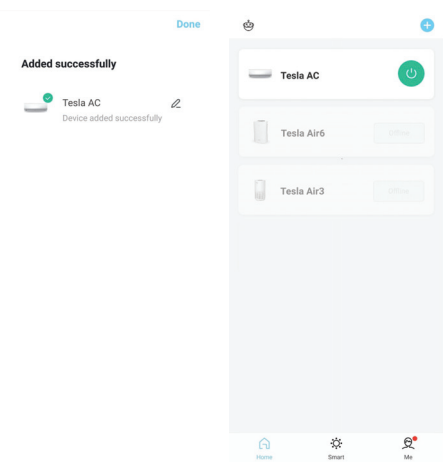 Done
Added successfully
Tesla AC
Device added successfully
Tesla AC
Tesla Air6
Tesla Air3
Home
Smart
Me